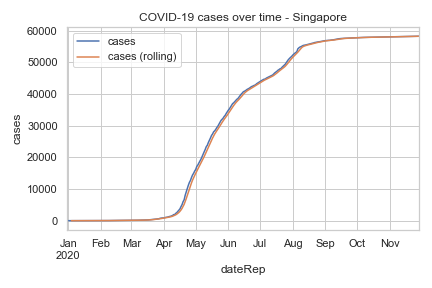 COVID-19 cases over time - Singapore
cases
cases (rolling)
60000
50000
40000
30000
20000
10000
0
cases
Jan Feb Mar Apr May Jun Jul Aug Sep Oct Nov
2020
dateRep